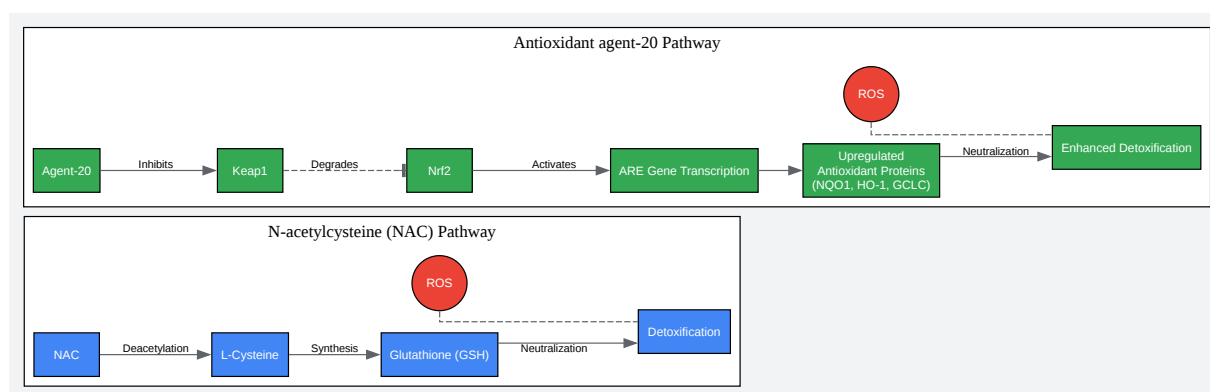 Antioxidant agent-20 Pathway
ROS
Agent-20
Inhibits
Keap1
Degrades
Nrf2
Activates
ARE Gene Transcription
Upregulated
Antioxidant Proteins
(NQO1, HO-1, GCLC)
Neutralization
Enhanced Detoxification
N-acetylcysteine (NAC) Pathway
ROS
NAC
Deacetylation
L-Cysteine
Synthesis
Glutathione (GSH)
Neutralization
Detoxification